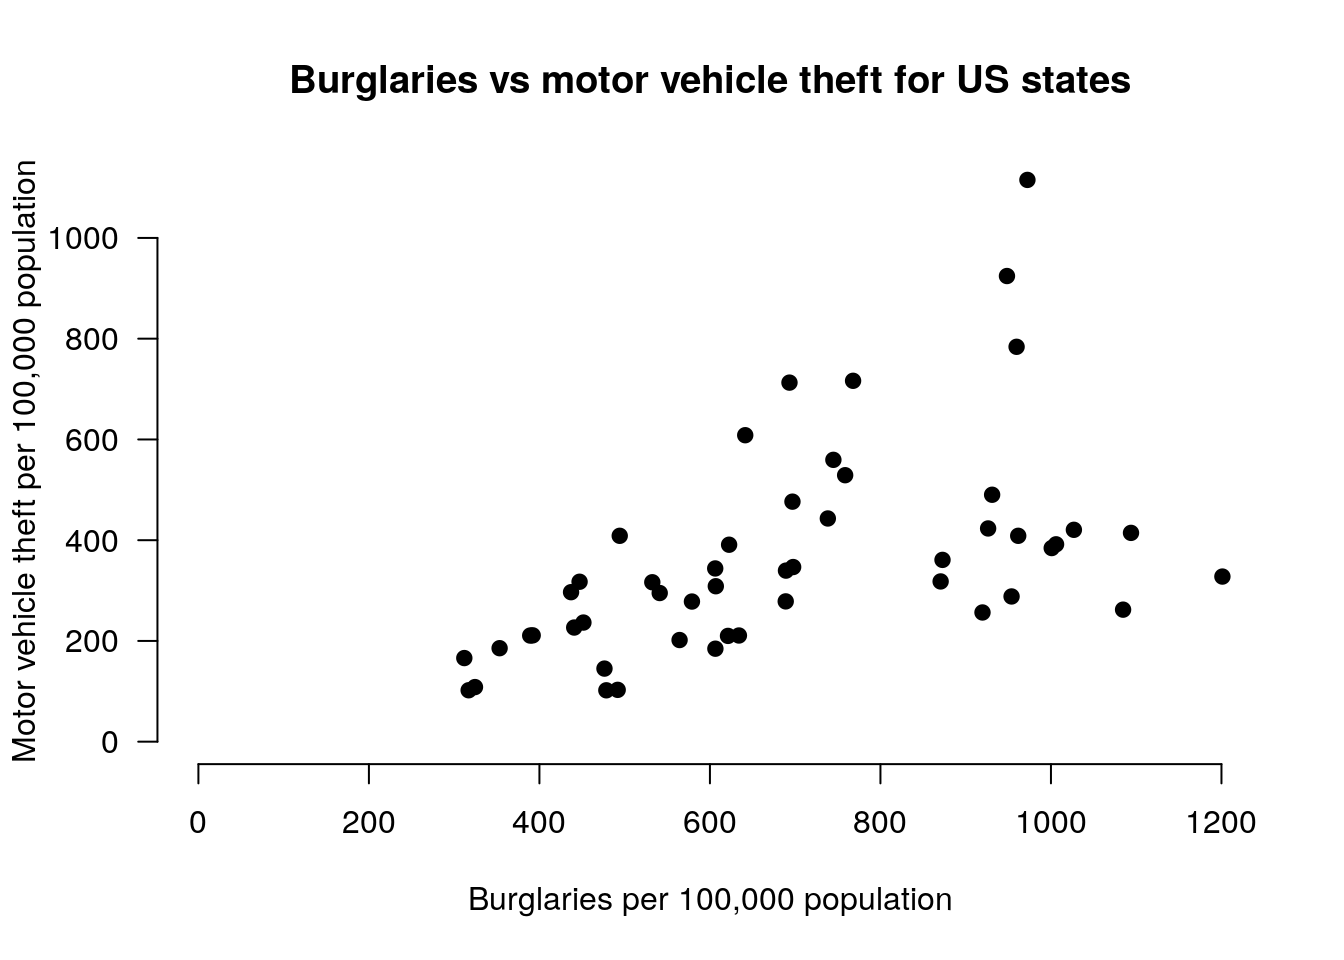 Burglaries vs motor vehicle theft for US states
Motor vehicle theft per 100,000 population
1000
800
600
400
200
0
0 200 400 600 800 1000 1200
Burglaries per 100,000 population